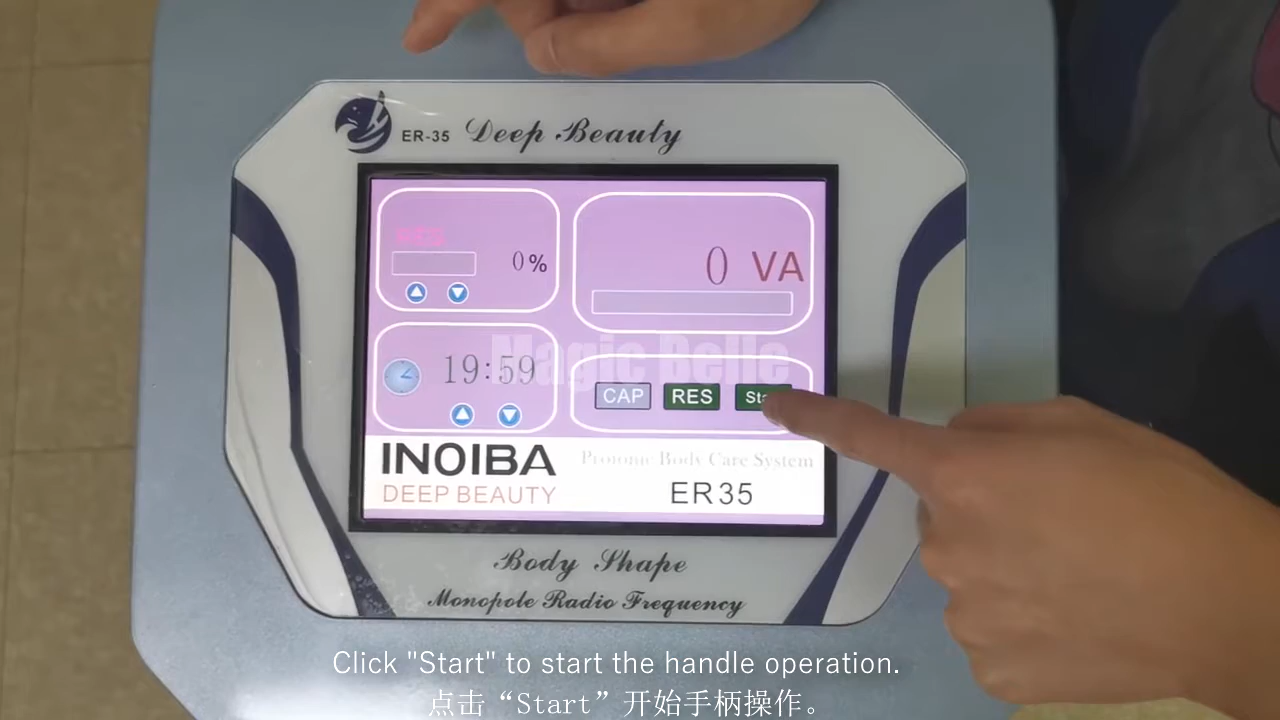 ER-35 Deep Beauty
0%
0 VA
19:59
Magic Belle
CAP RES
INOIBA
DEEP BEAUTY
Protonic Body Care System
ER35
Body Shape
Monopole Radio Frequency
Click "Start" to start the handle operation.
点击“Start”开始手柄操作。